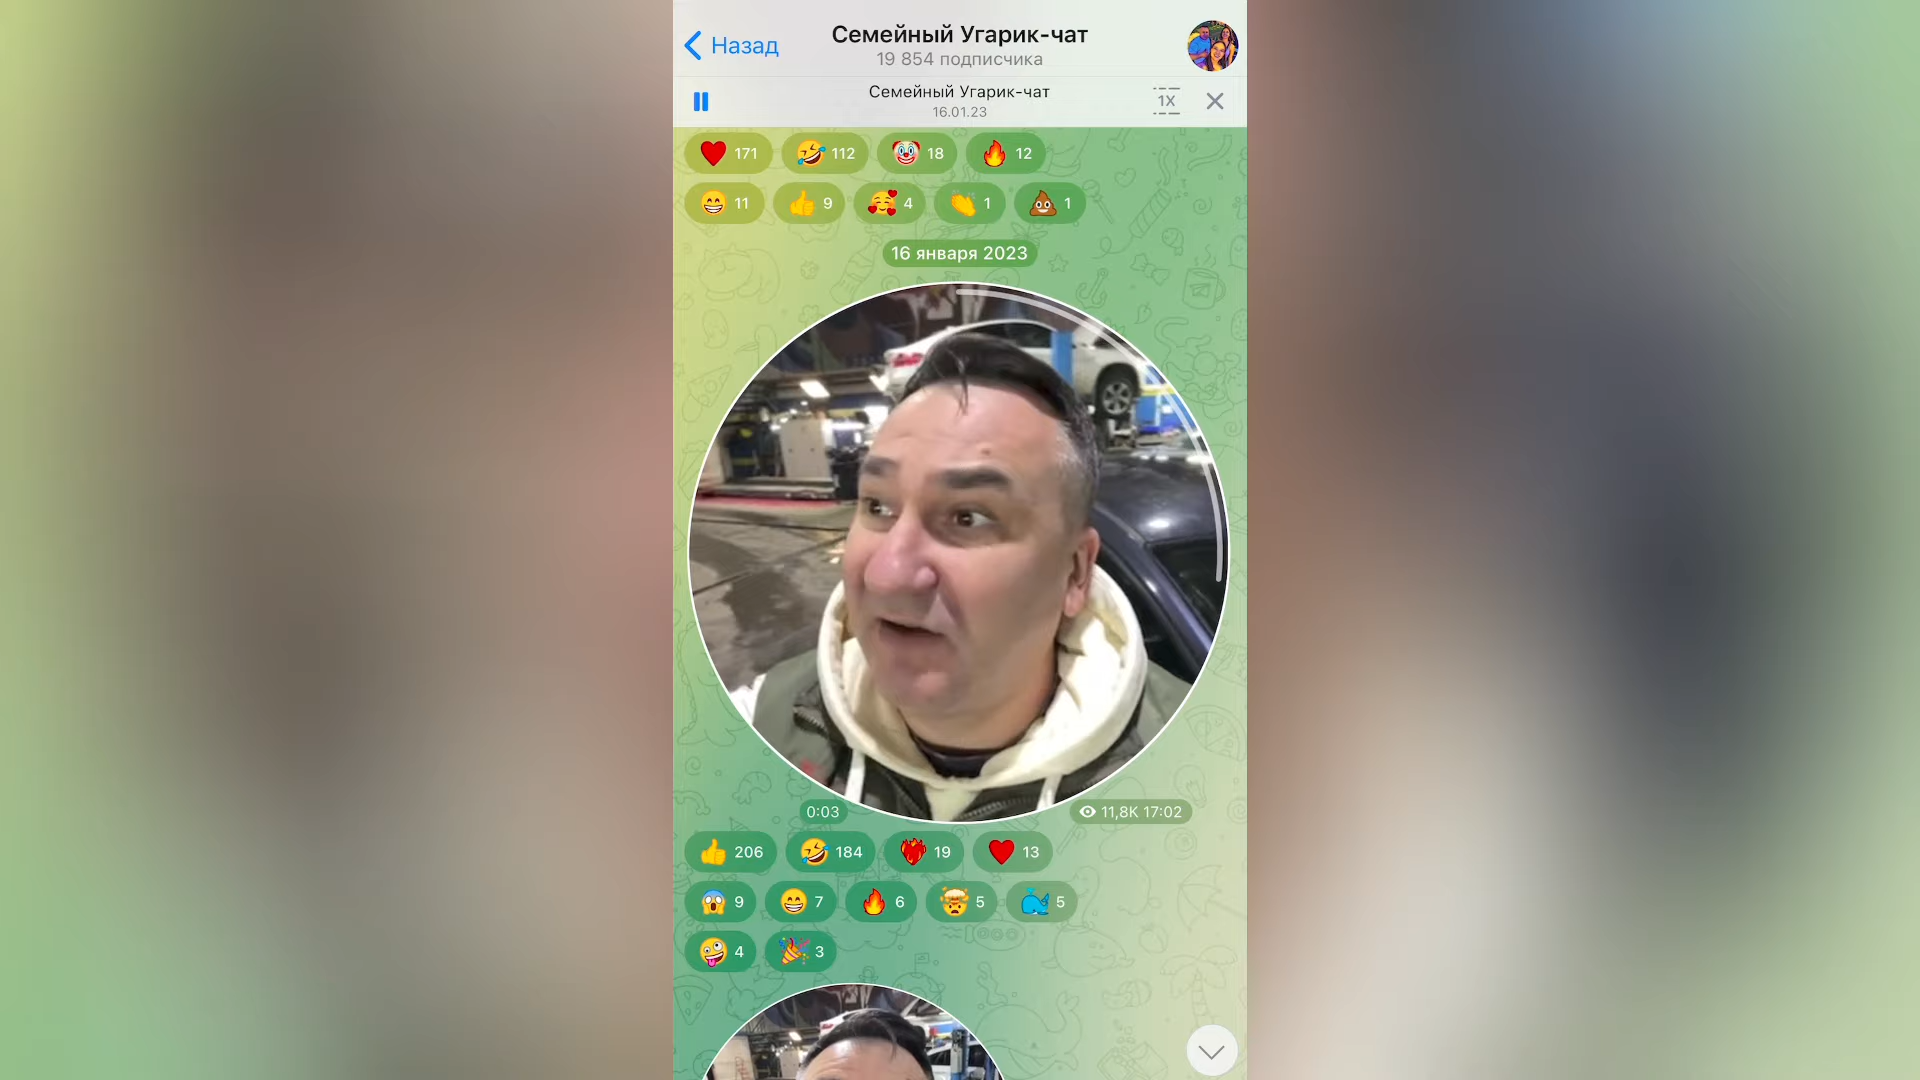 Назад
Семейный Угарик-чат
19 854 подписчика
Семейный Угарик-чат
16.01.23
1X
171 112 18 12
11 9 4 1 1
16 января 2023
0:03
11,8K 17:02
206 184 19 13
9 7 6 5 5
4 3